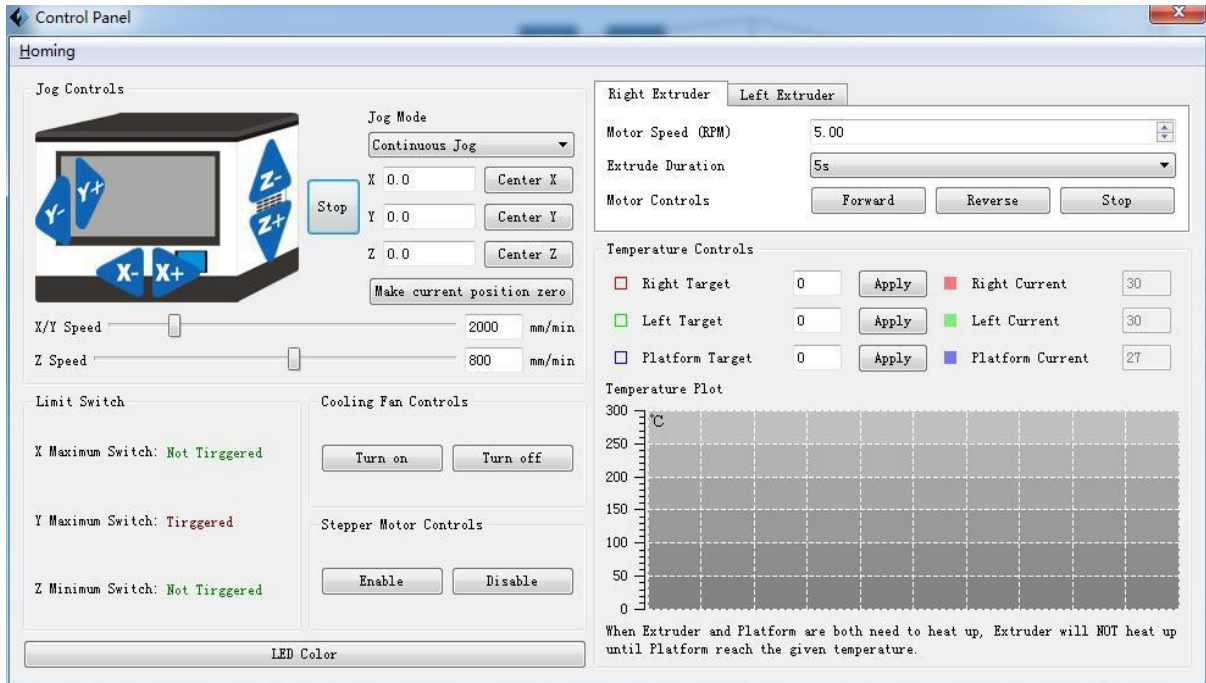 Control Panel
Homing
Jog Controls
Y-
Y+
Z-
Z+
X-
X+
Stop
Jog Mode
Continuous Jog
X 0.0 Center X
Y 0.0 Center Y
Z 0.0 Center Z
Make current position zero
X/Y Speed 2000 mm/min
Z Speed 800 mm/min
Limit Switch
X Maximum Switch: Not Tirggered
Y Maximum Switch: Tirggered
Z Minimum Switch: Not Tirggered
Cooling Fan Controls
Turn on Turn off
Stepper Motor Controls
Enable Disable
LED Color
Right Extruder Left Extruder
Motor Speed (RPM) 5.00
Extrude Duration 5s
Motor Controls Forward Reverse Stop
Temperature Controls
Right Target 0 Apply Right Current 30
Left Target 0 Apply Left Current 30
Platform Target 0 Apply Platform Current 27
Temperature Plot
°C
300
250
200
150
100
50
0
When Extruder and Platform are both need to heat up, Extruder will NOT heat up
until Platform reach the given temperature.